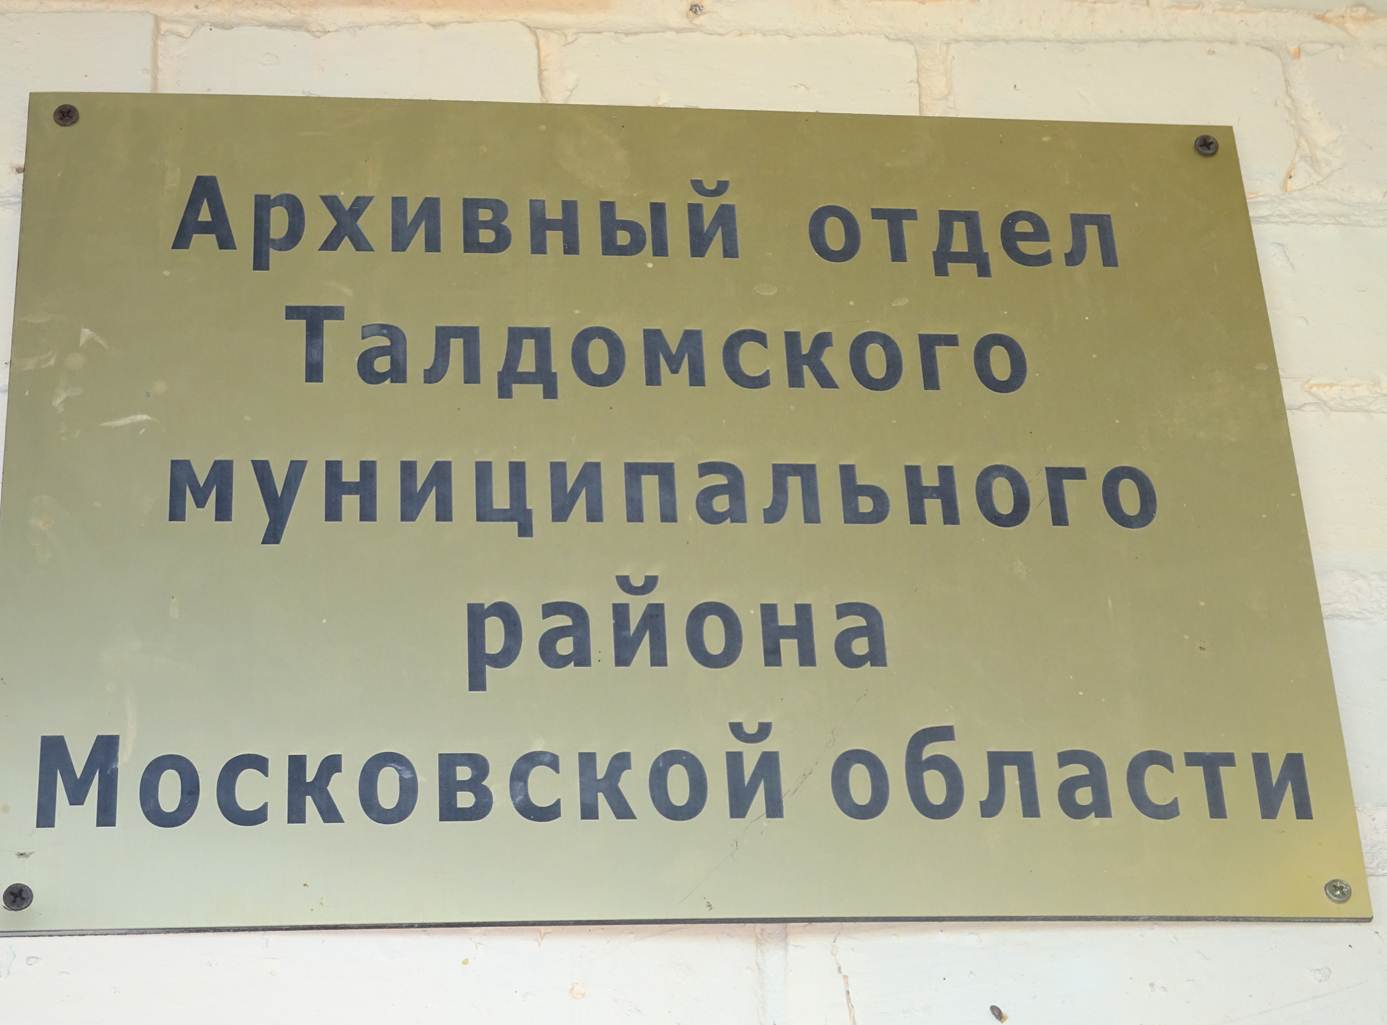 Архивный отдел
Талдомского
муниципального
района
Московской области